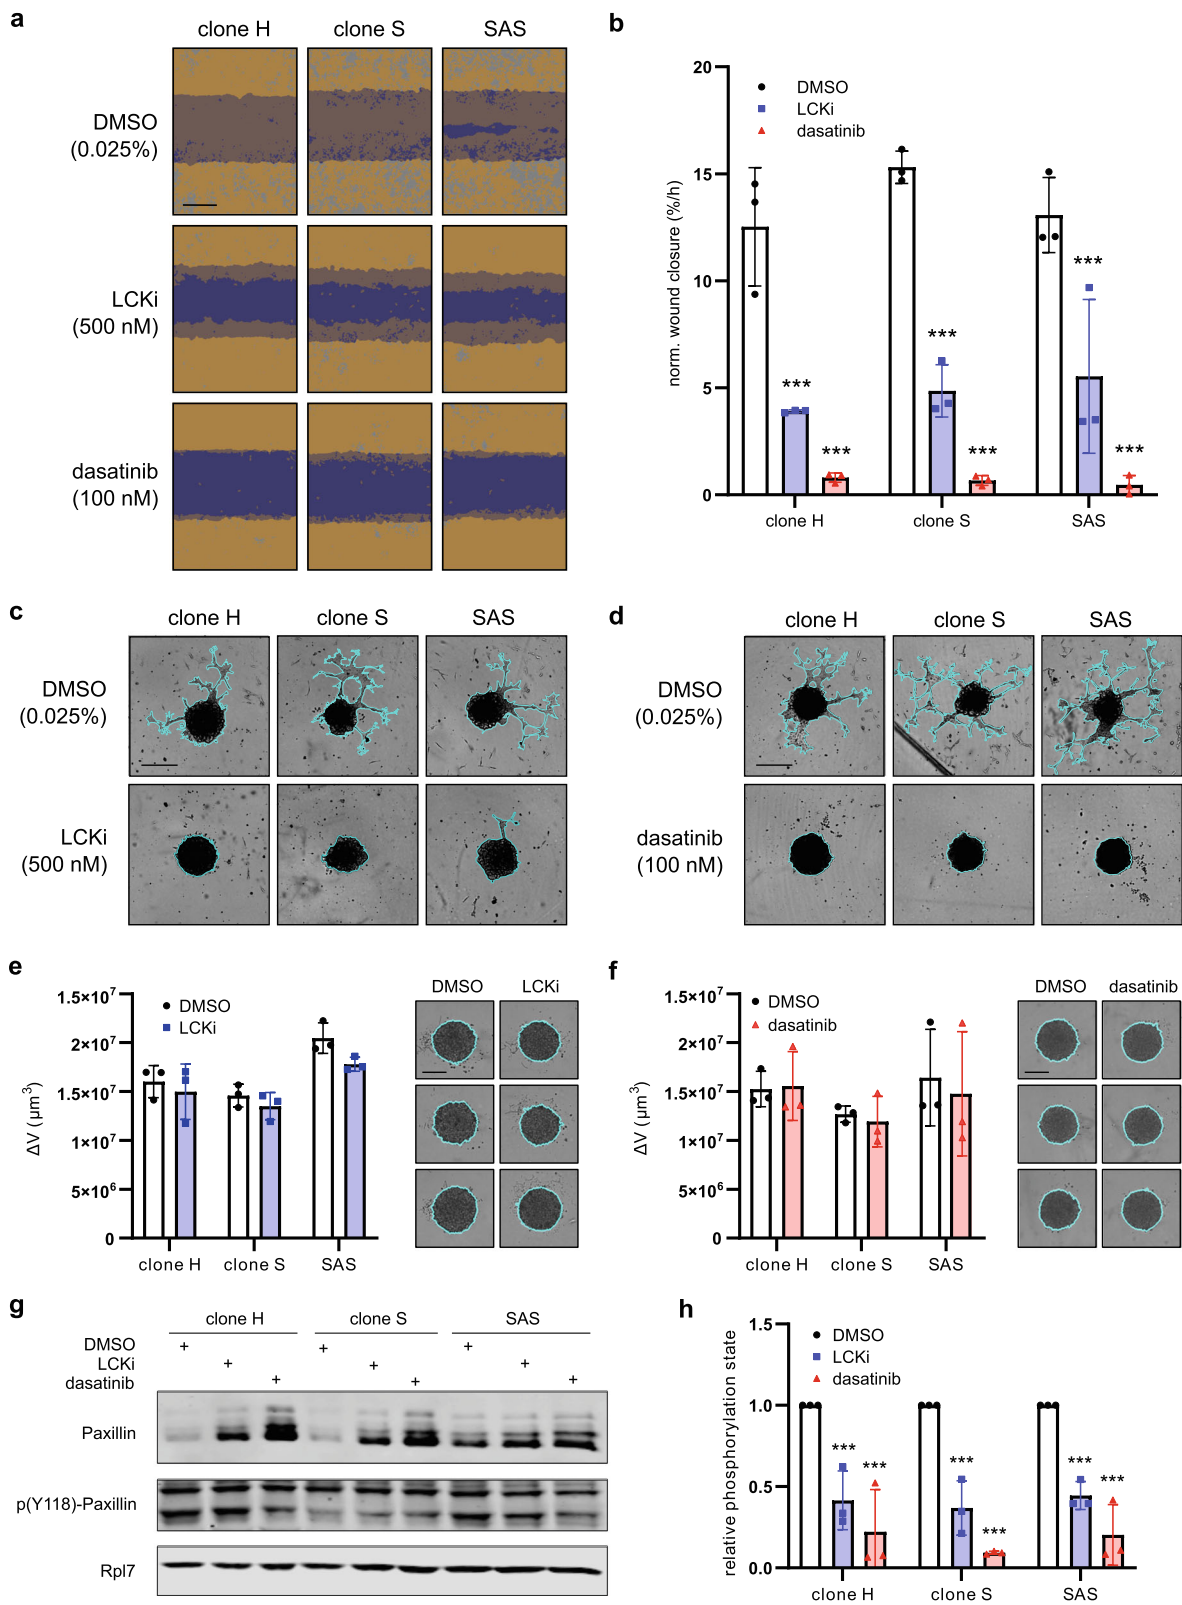 a
clone H clone S SAS
DMSO
(0.025%)
LCKi
(500 nM)
dasatinib
(100 nM)
b
20
15
10
5
0
norm. wound closure (%/h)
DMSO
LCKi
dasatinib
*** *** *** *** *** ***
clone H clone S SAS
c
clone H clone S SAS
DMSO
(0.025%)
LCKi
(500 nM)
d
clone H clone S SAS
DMSO
(0.025%)
dasatinib
(100 nM)
e
1.5×10⁷
2×10⁷
1.5×10⁷
1×10⁷
5×10⁶
0
ΔV (µm³)
DMSO
LCKi
clone H clone S SAS
DMSO LCKi
f
1.5×10⁷
2×10⁷
1.5×10⁷
1×10⁷
5×10⁶
0
ΔV (µm³)
DMSO
dasatinib
clone H clone S SAS
DMSO dasatinib
g
clone H clone S SAS
DMSO + + +
LCKi + + +
dasatinib + + +
Paxillin
p(Y118)-Paxillin
Rpl7
h
1.5
1.0
0.5
0.0
relative phosphorylation state
DMSO
LCKi
dasatinib
*** *** *** *** *** ***
clone H clone S SAS